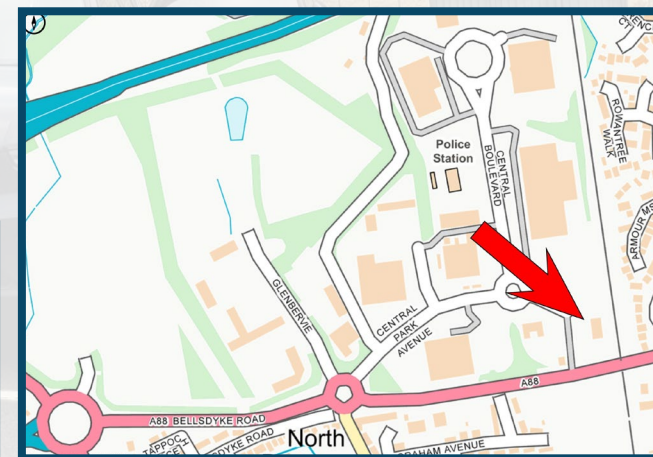 Police
Station
CENTRAL
BOULEVARD
ROWANTREE
WALK
ARMOUR MS
GLENBERVIE
CENTRAL
PARK
AVENUE
A88
A88 BELLSDYKE ROAD
DYKE ROAD
TAPPOC
North
RAHAM AVENUE